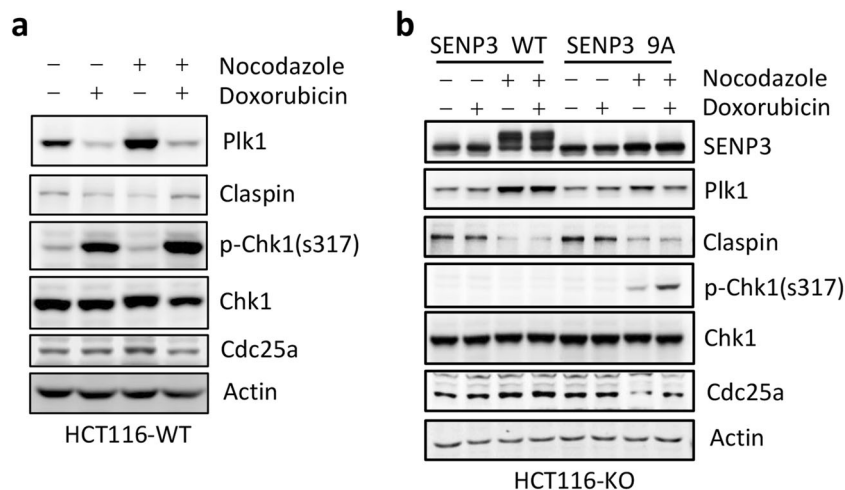 a
− − + + Nocodazole
− + − + Doxorubicin
Plk1
Claspin
p-Chk1(s317)
Chk1
Cdc25a
Actin
HCT116-WT
b
SENP3 WT SENP3 9A
− − + + − − + + Nocodazole
− + − + − + − + Doxorubicin
SENP3
Plk1
Claspin
p-Chk1(s317)
Chk1
Cdc25a
Actin
HCT116-KO